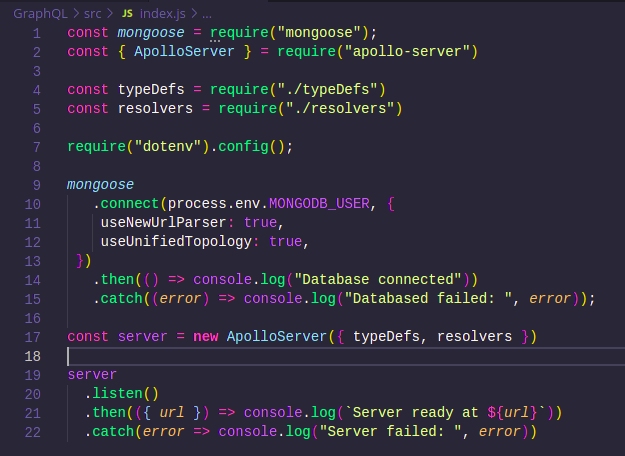 GraphQL > src > JS index.js > ...
1 const mongoose = require("mongoose");
2 const { ApolloServer } = require("apollo-server")
3
4 const typeDefs = require("./typeDefs")
5 const resolvers = require("./resolvers")
6
7 require("dotenv").config();
8
9 mongoose
10 .connect(process.env.MONGODB_USER, {
11 useNewUrlParser: true,
12 useUnifiedTopology: true,
13 })
14 .then(() => console.log("Database connected"))
15 .catch((error) => console.log("Databased failed: ", error));
16
17 const server = new ApolloServer({ typeDefs, resolvers })
18
19 server
20 .listen()
21 .then(({ url }) => console.log(`Server ready at ${url}`))
22 .catch(error => console.log("Server failed: ", error))